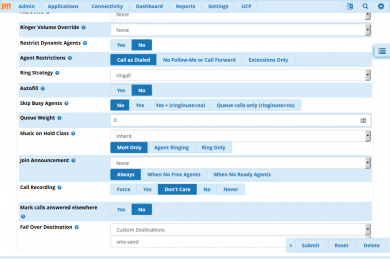 Admin Applications Connectivity Dashboard Reports Settings UCP
None
Ringer Volume Override
None
Restrict Dynamic Agents
Yes No
Agent Restrictions
Call as Dialed No Follow-Me or Call Forward Extensions Only
Ring Strategy
ringall
Autofill
Yes No
Skip Busy Agents
No Yes Yes + (ringinuse=no) Queue calls only (ringinuse=no)
Queue Weight
0
Music on Hold Class
inherit
MoH Only Agent Ringing Ring Only
Join Announcement
None
Always When No Free Agents When No Ready Agents
Call Recording
Force Yes Don't Care No Never
Mark calls answered elsewhere
Yes No
Fail Over Destination
Custom Destinations
sms-send
» Submit Reset Delete